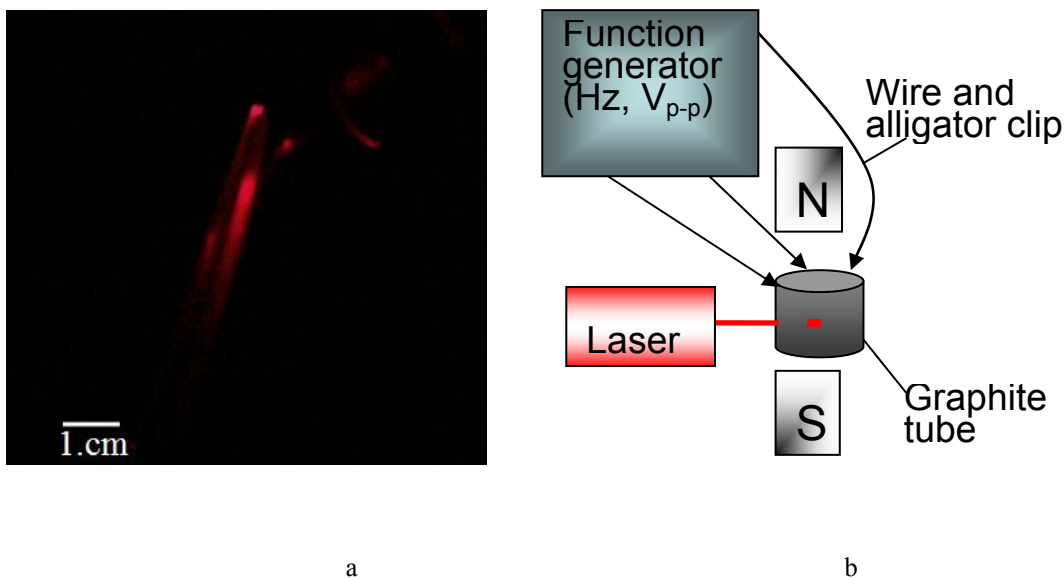 1.cm
Function
generator
(Hz, Vp-p)
Wire and
alligator clip
N
Laser
S
Graphite
tube
a
b